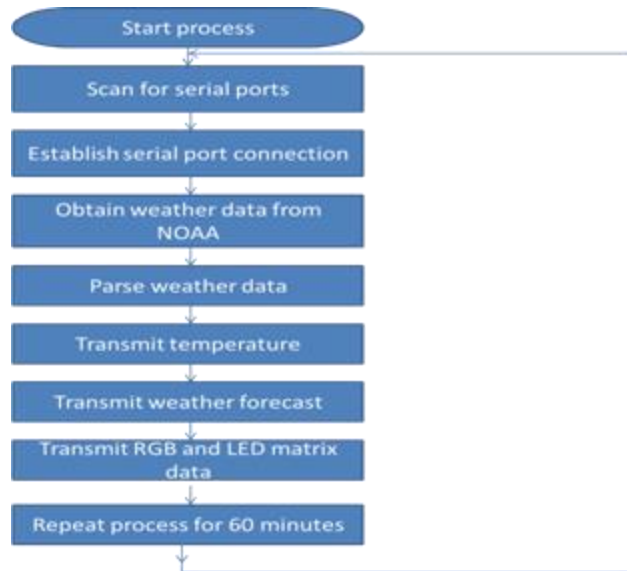 Start process
Scan for serial ports
Establish serial port connection
Obtain weather data from
NOAA
Parse weather data
Transmit temperature
Transmit weather forecast
Transmit RGB and LED matrix
data
Repeat process for 60 minutes